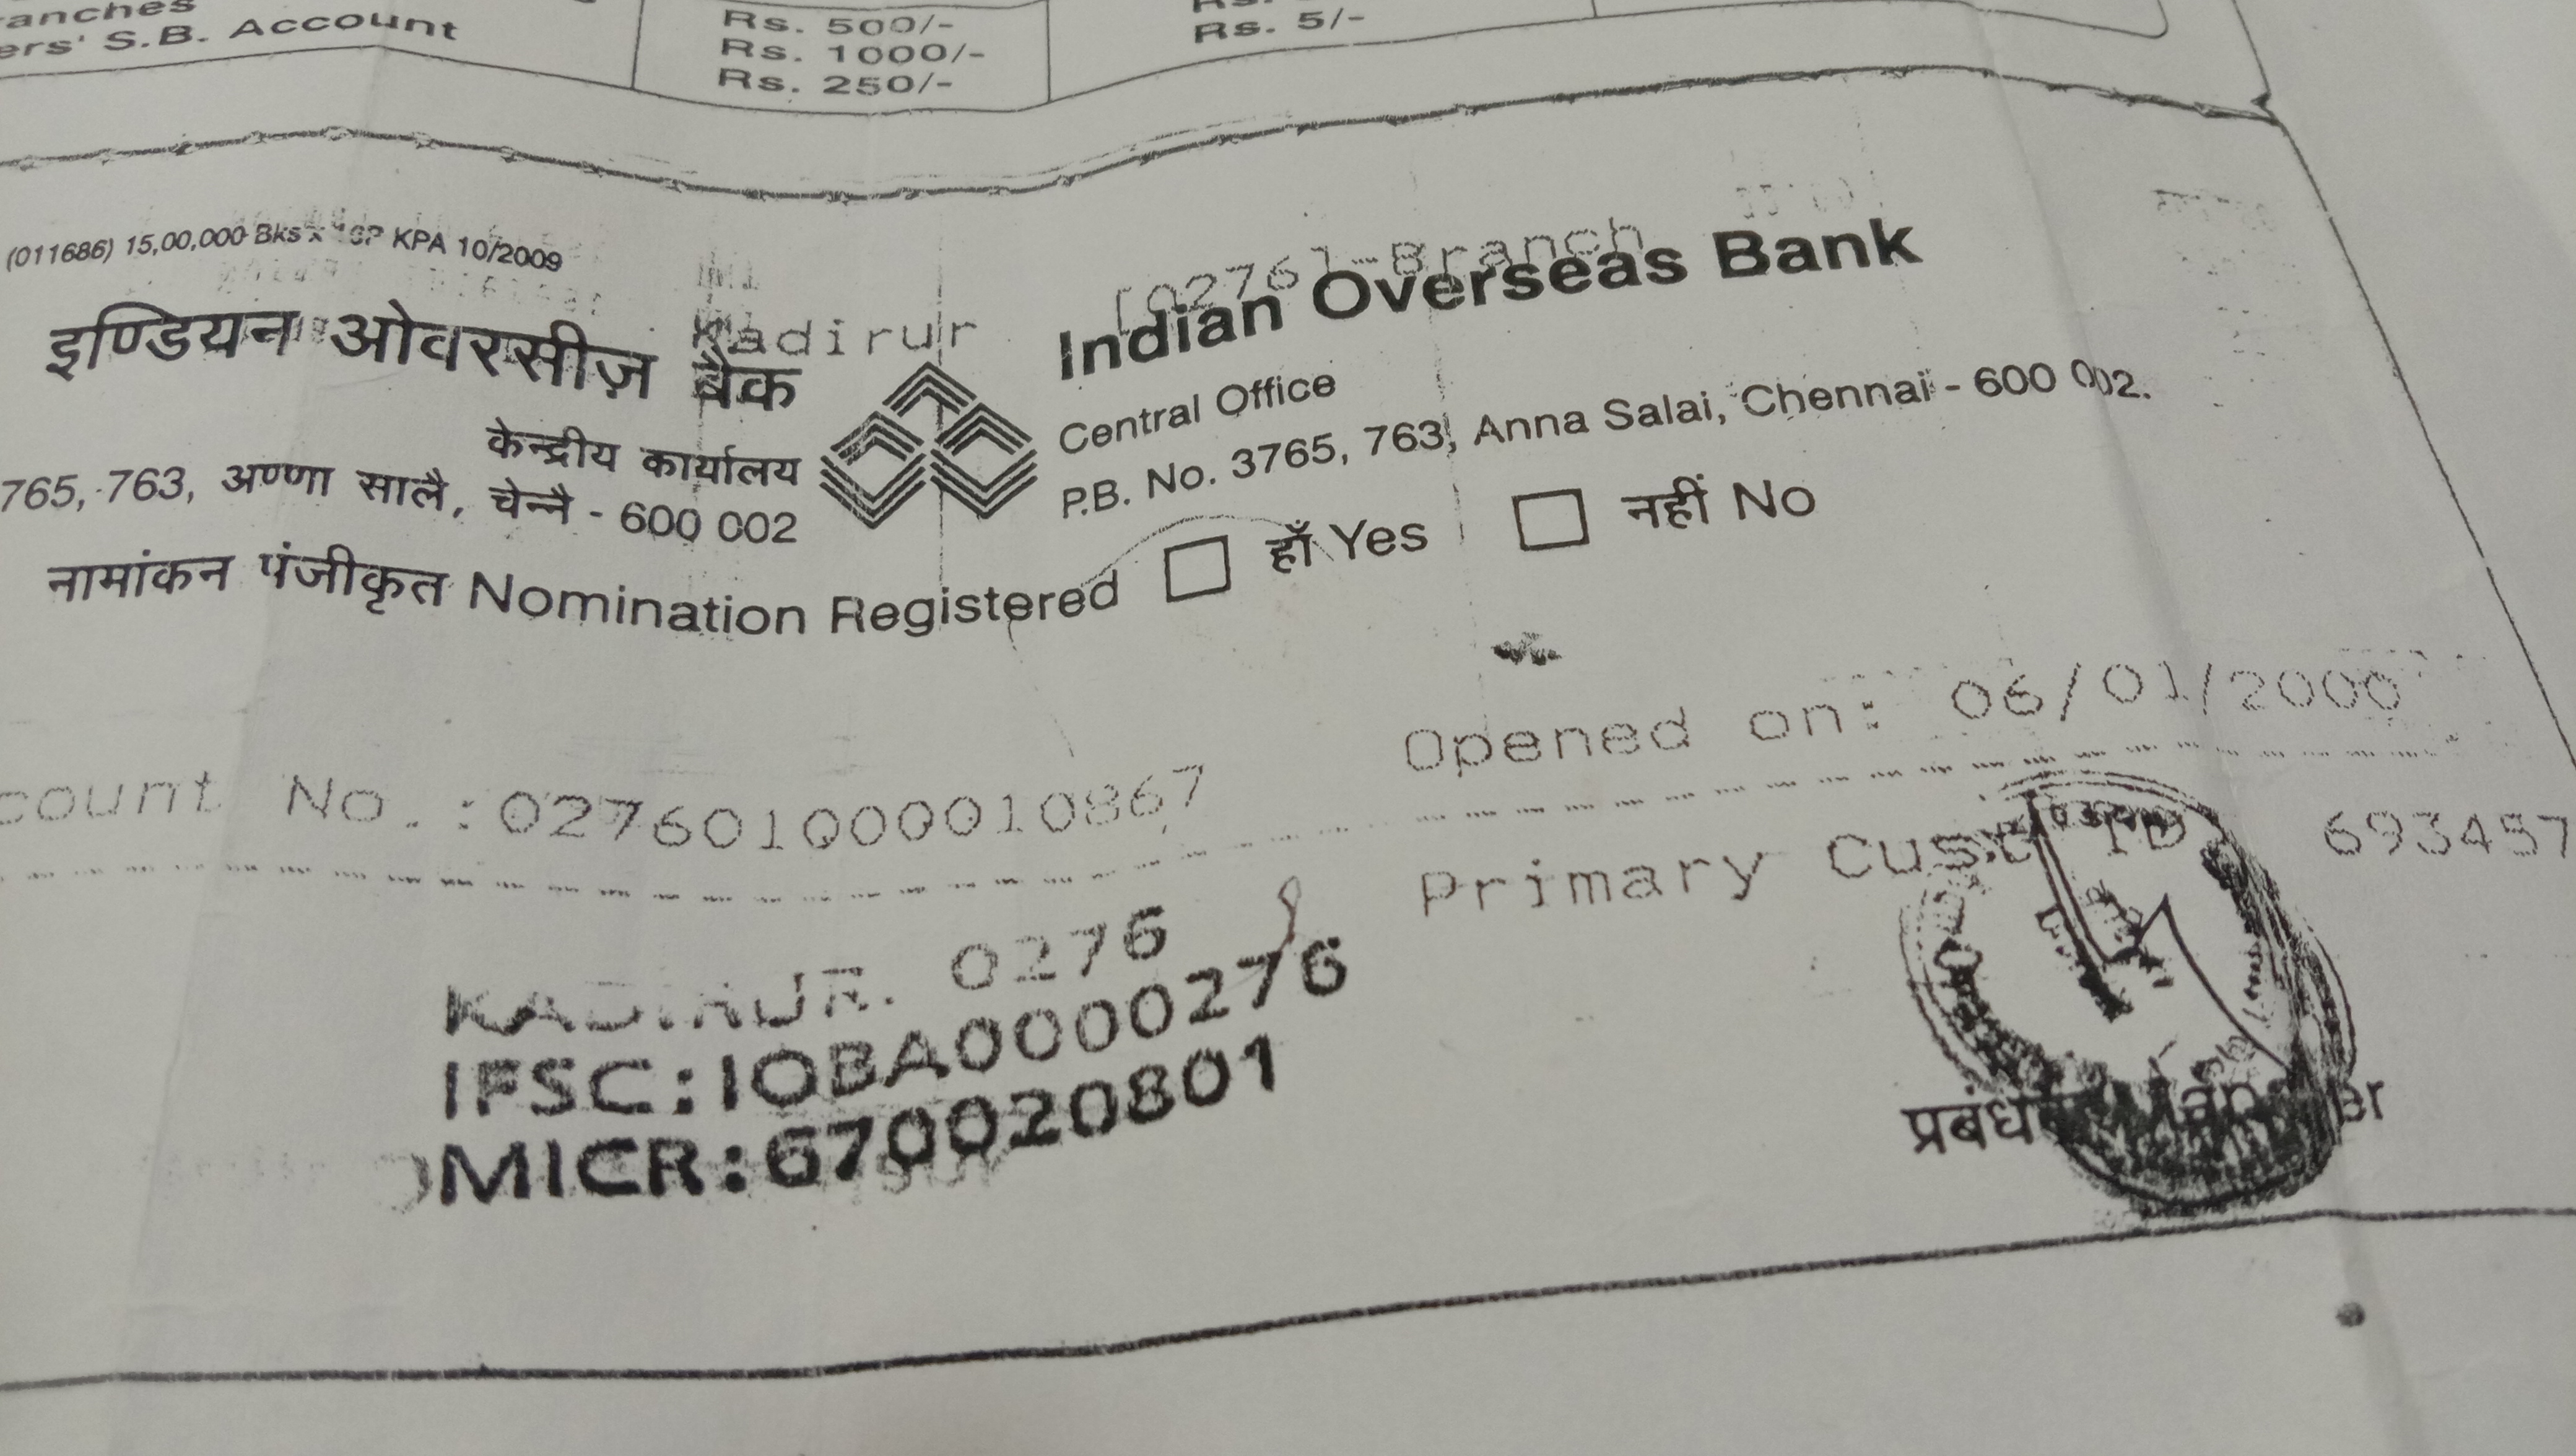 anches
ers' S.B. Account
Rs. 500/-
Rs. 1000/-
Rs. 250/-
Rs. 5/-
(011686) 15,00,000 Bks x KPA 10/2009
Kadirur [0276]-Branch
इण्डियन ओवरसीज़ बैंक
केन्द्रीय कार्यालय
765, 763, अण्णा सालै, चेन्नै - 600 002
Indian Overseas Bank
Central Office
P.B. No. 3765, 763, Anna Salai, Chennai - 600 002.
नामांकन पंजीकृत Nomination Registered हाँ Yes नहीं No
count No. :027601000010867 Opened on: 06/01/2000
Primary Cust ID 693457
KADIRUR. 0276
IFSC:IOBA0000276
MICR:670020801
प्रबंधक Manager